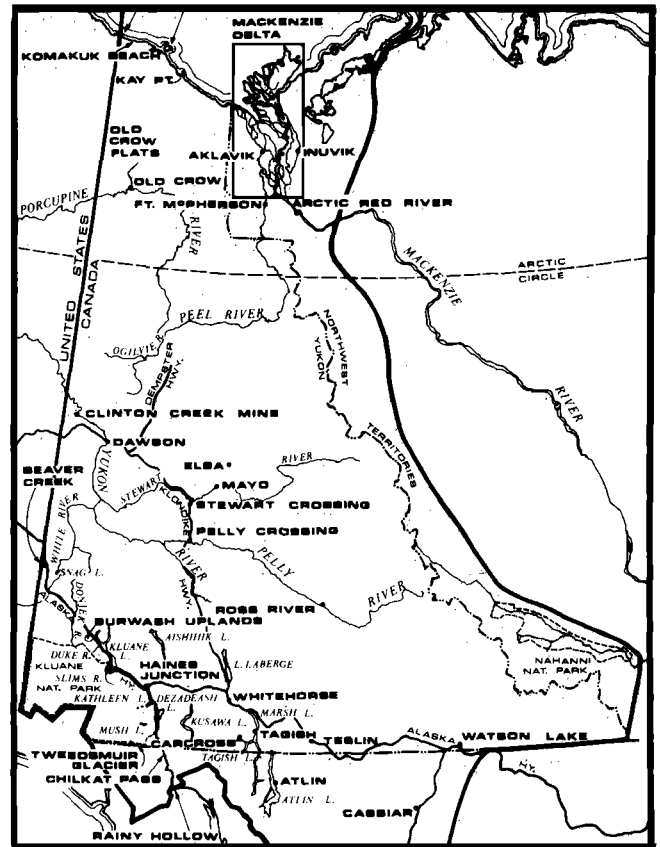 MACKENZIE
DELTA
KOMAKUK BEACH
KAY PT.
OLD
CROW
FLATS
AKLAVIK
INUVIK
OLD CROW
PORCUPINE
RIVER
FT. McPHERSON
ARCTIC RED RIVER
UNITED STATES
CANADA
MACKENZIE
RIVER
ARCTIC
CIRCLE
PEEL RIVER
OGILVIE R.
DEMPSTER
HWY.
NORTHWEST
TERRITORIES
YUKON
CLINTON CREEK MINE
DAWSON
BEAVER
CREEK
YUKON
RIVER
ELSA
MAYO
STEWART
RIVER
KLONDIKE
HWY.
STEWART CROSSING
PELLY CROSSING
WHITE RIVER
PELLY
RIVER
SNAG L.
DONJEK R.
ALASKA
HY.
ROSS RIVER
BURWASH UPLANDS
AISHIHIK L.
KLUANE
L.
DUKE R.
KLUANE
NAT. PARK
SLIMS R.
HAINES
JUNCTION
L. LABERGE
KATHLEEN L.
DEZADEASH
L.
WHITEHORSE
NAHANNI
NAT. PARK
MUSH L.
KUSAWA L.
MARSH L.
CARCROSS
TAGISH
TESLIN
ALASKA
HY.
WATSON LAKE
TWEEDSMUIR
GLACIER
TAGISH L.
CHILKAT PASS
ATLIN
ATLIN L.
CASSIAR
RAINY HOLLOW